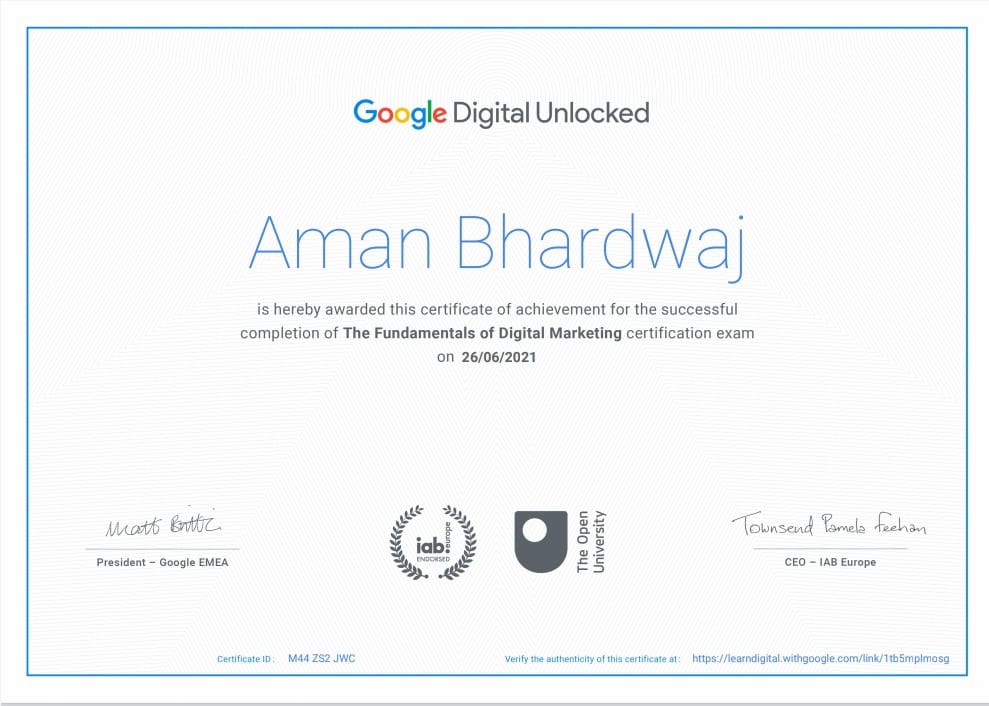 Google Digital Unlocked
Aman Bhardwaj
is hereby awarded this certificate of achievement for the successful
completion of The Fundamentals of Digital Marketing certification exam
on 26/06/2021
Matt Brittin
President – Google EMEA
iab.europe
ENDORSED
The Open
University
Townsend Pamela Feehan
CEO – IAB Europe
Certificate ID : M44 ZS2 JWC
Verify the authenticity of this certificate at : https://learndigital.withgoogle.com/link/1tb5mplmosg